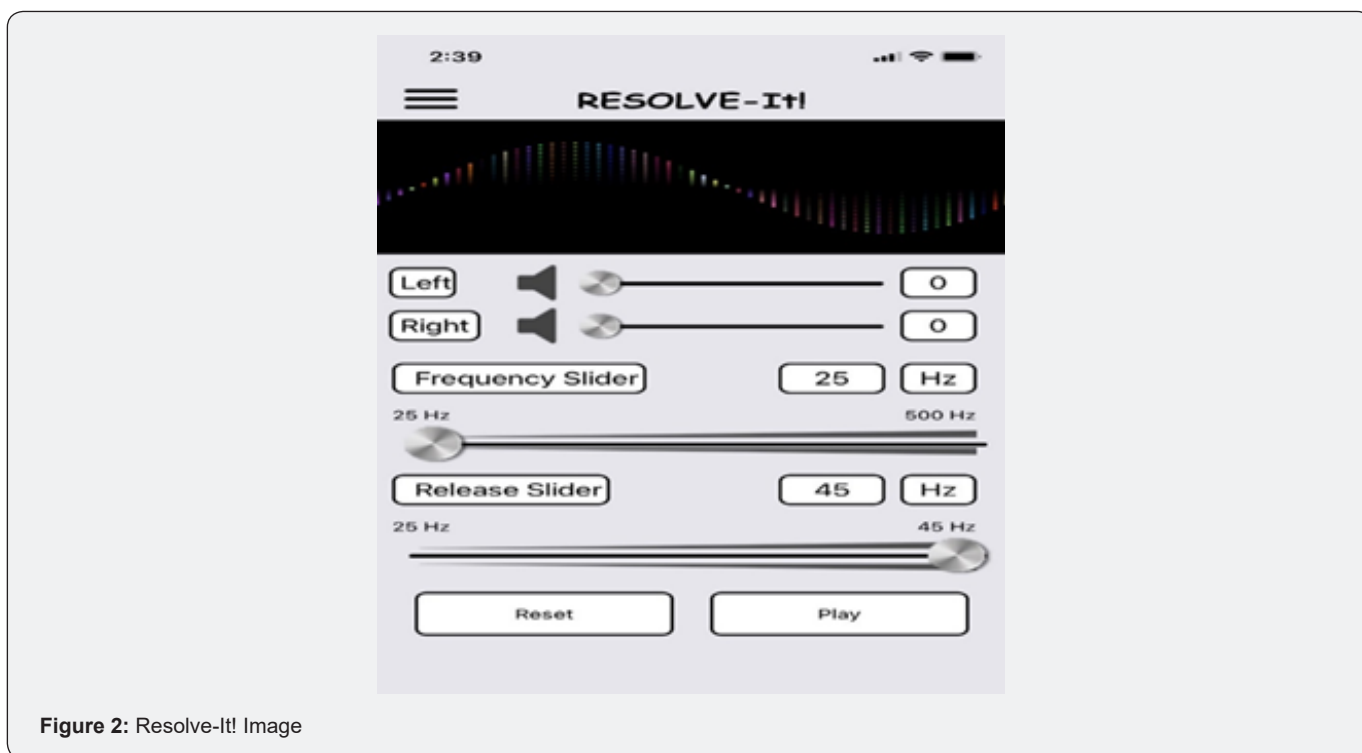 2:39
RESOLVE-It!
Left 0
Right 0
Frequency Slider 25 Hz
25 Hz 500 Hz
Release Slider 45 Hz
25 Hz 45 Hz
Reset Play
Figure 2: Resolve-It! Image